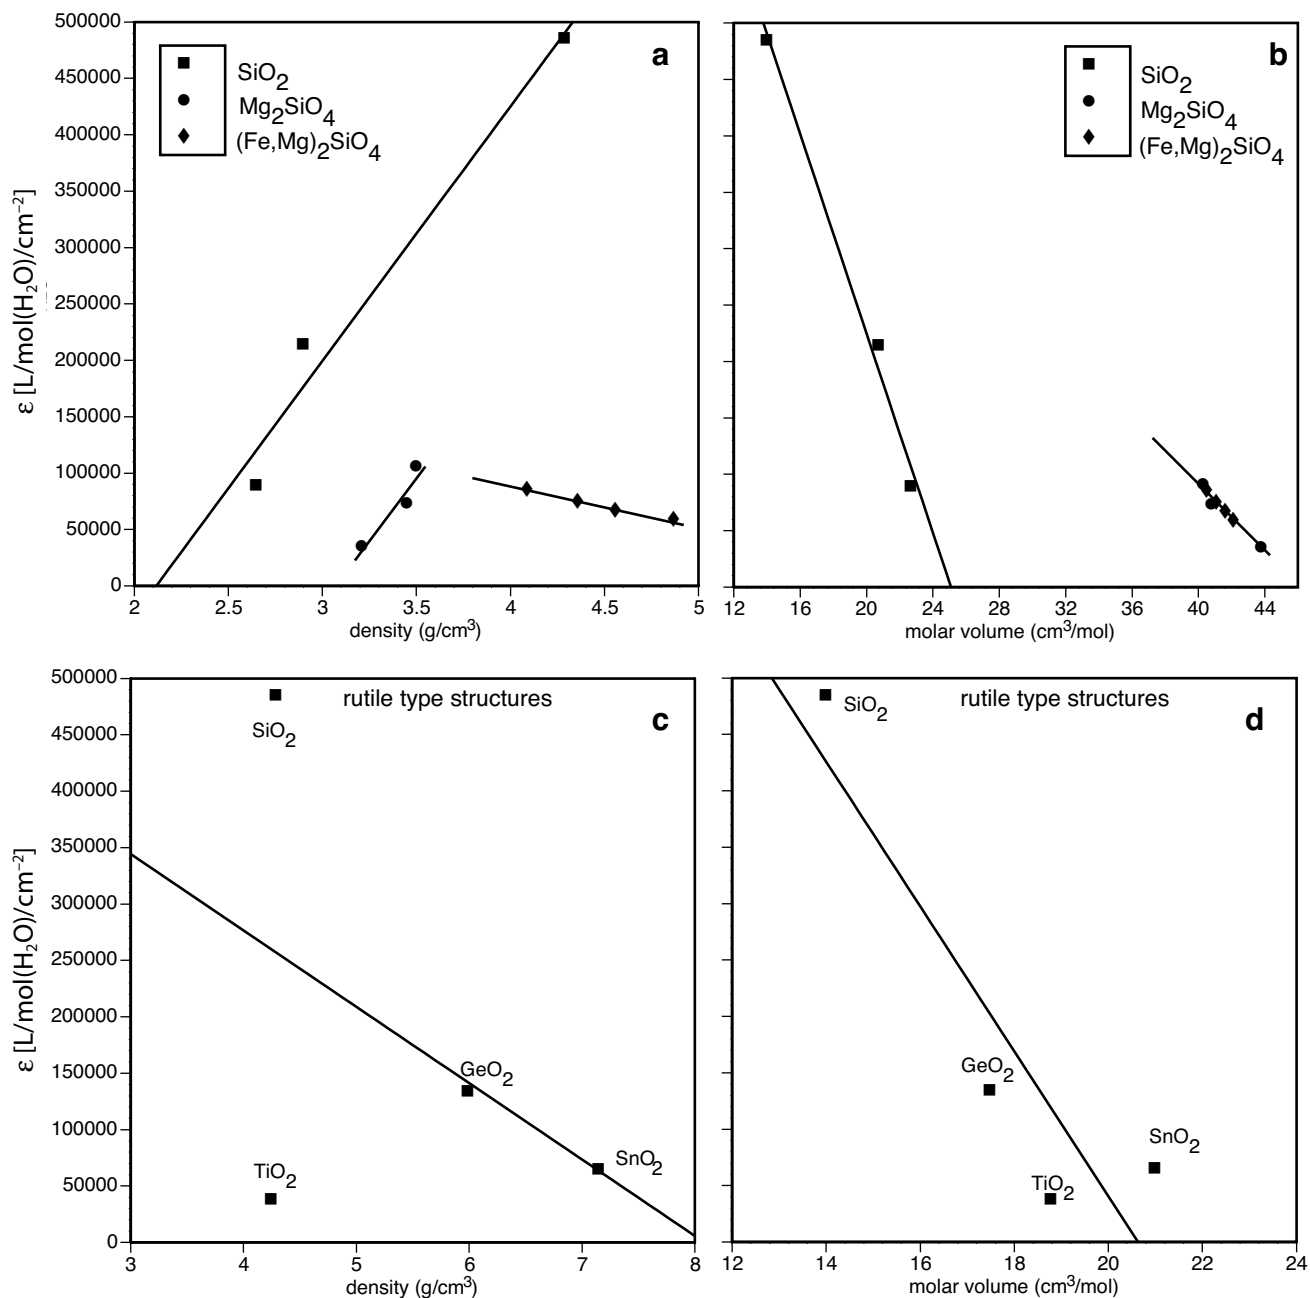 a
SiO2
Mg2SiO4
(Fe,Mg)2SiO4
500000
450000
400000
350000
300000
250000
200000
150000
100000
50000
0
ε [L/mol(H2O)/cm−2]
2 2.5 3 3.5 4 4.5 5
density (g/cm3)
b
SiO2
Mg2SiO4
(Fe,Mg)2SiO4
12 16 20 24 28 32 36 40 44
molar volume (cm3/mol)
rutile type structures
c
500000
450000
400000
350000
300000
250000
200000
150000
100000
50000
0
ε [L/mol(H2O)/cm−2]
SiO2
GeO2
SnO2
TiO2
3 4 5 6 7 8
density (g/cm3)
rutile type structures
d
SiO2
GeO2
SnO2
TiO2
12 14 16 18 20 22 24
molar volume (cm3/mol)